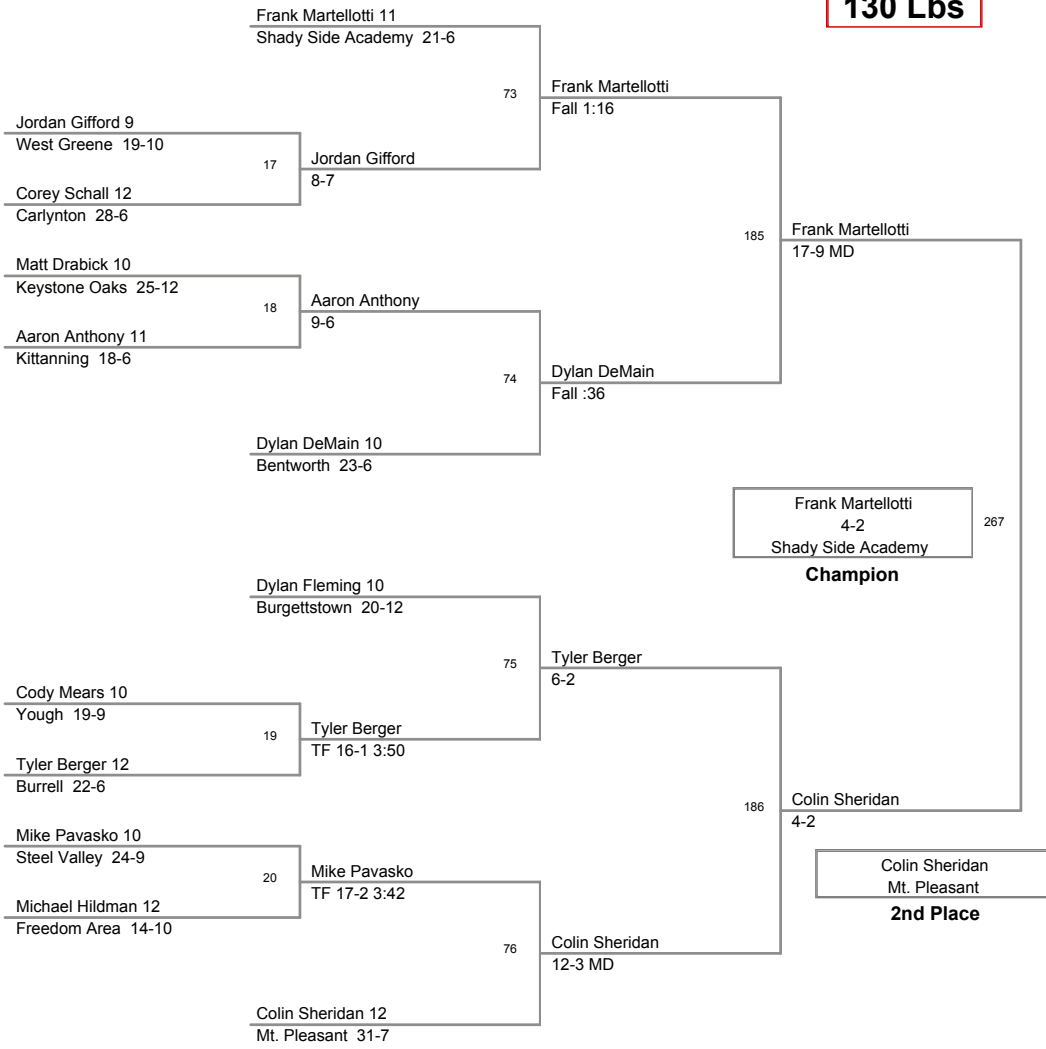 130 Lbs
Frank Martellotti 11
Shady Side Academy 21-6
73
Frank Martellotti
Fall 1:16
Jordan Gifford 9
West Greene 19-10
17
Jordan Gifford
8-7
Corey Schall 12
Carlynton 28-6
185
Frank Martellotti
17-9 MD
Matt Drabick 10
Keystone Oaks 25-12
18
Aaron Anthony
9-6
Aaron Anthony 11
Kittanning 18-6
74
Dylan DeMain
Fall :36
Dylan DeMain 10
Bentworth 23-6
Frank Martellotti
4-2
Shady Side Academy
267
Champion
Dylan Fleming 10
Burgettstown 20-12
75
Tyler Berger
6-2
Cody Mears 10
Yough 19-9
19
Tyler Berger
TF 16-1 3:50
Tyler Berger 12
Burrell 22-6
186
Colin Sheridan
4-2
Mike Pavasko 10
Steel Valley 24-9
20
Mike Pavasko
TF 17-2 3:42
Colin Sheridan
Mt. Pleasant
2nd Place
Michael Hildman 12
Freedom Area 14-10
76
Colin Sheridan
12-3 MD
Colin Sheridan 12
Mt. Pleasant 31-7